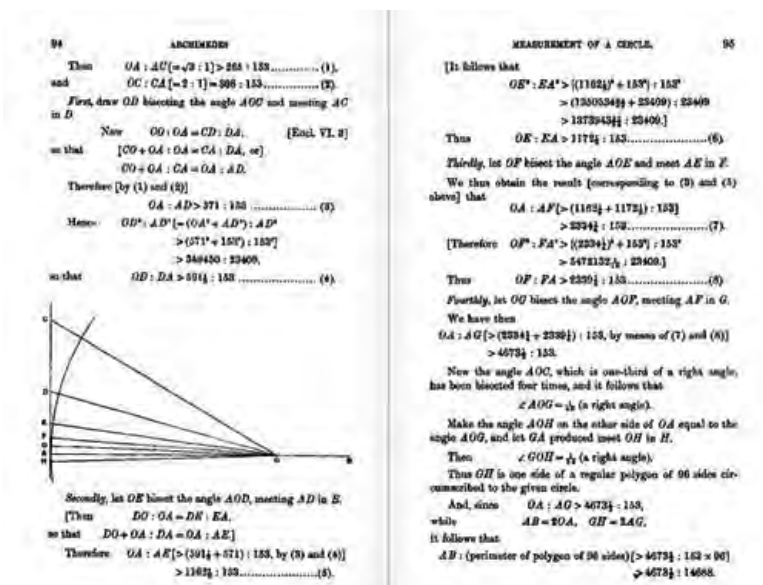 94 ARCHIMEDES
Then OA : AC [= √3 : 1] > 265 : 153 ............ (1),
and OC : CA [= 2 : 1] = 306 : 153 ............ (2).
First, draw OD bisecting the angle AOC and meeting AC
in D.
Now CO : OA = CD : DA, [Eucl. VI. 3]
so that [CO + OA : OA = CA : DA, or]
CO + OA : CA = OA : AD.
Therefore [by (1) and (2)]
OA : AD > 571 : 153 ............ (3).
Hence OD² : AD² [= (OA² + AD²) : AD²
> (571² + 153²) : 153²]
> 349450 : 23409,
so that OD : DA > 591⅛ : 153 ............ (4).
C
D
E
F
G
A
H
O
B
Secondly, let OE bisect the angle AOD, meeting AD in E.
[Then DO : OA = DE : EA,
so that DO + OA : DA = OA : AE.]
Therefore OA : AE [> (591⅛ + 571) : 153, by (3) and (4)]
> 1162⅛ : 153 ............ (5).
MEASUREMENT OF A CIRCLE. 95
[It follows that
OE² : EA² > {(1162⅛)² + 153²} : 153²
> (1350534 + 23409) : 23409
> 1373943 : 23409.]
Thus OE : EA > 1172⅛ : 153 ............ (6).
Thirdly, let OF bisect the angle AOE and meet AE in F.
We thus obtain the result [corresponding to (3) and (5)
above] that
OA : AF [> (1162⅛ + 1172⅛) : 153]
> 2334¼ : 153 ............ (7).
[Therefore OF² : FA² > {(2334¼)² + 153²} : 153²
> 5472132 : 23409.]
Thus OF : FA > 2339¼ : 153 ............ (8).
Fourthly, let OG bisect the angle AOF, meeting AF in G.
We have then
OA : AG [> (2334¼ + 2339¼) : 153, by means of (7) and (8)]
> 4673½ : 153.
Now the angle AOC, which is one-third of a right angle,
has been bisected four times, and it follows that
∠ AOG = 1/48 (a right angle).
Make the angle AOH on the other side of OA equal to the
angle AOG, and let GA produced meet OH in H.
Then ∠ GOH = 1/24 (a right angle).
Thus GH is one side of a regular polygon of 96 sides cir-
cumscribed to the given circle.
And, since OA : AG > 4673½ : 153,
while AB = 2OA, GH = 2AG,
it follows that
AB : (perimeter of polygon of 96 sides) [> 4673½ : 153 × 96]
> 4673½ : 14688.